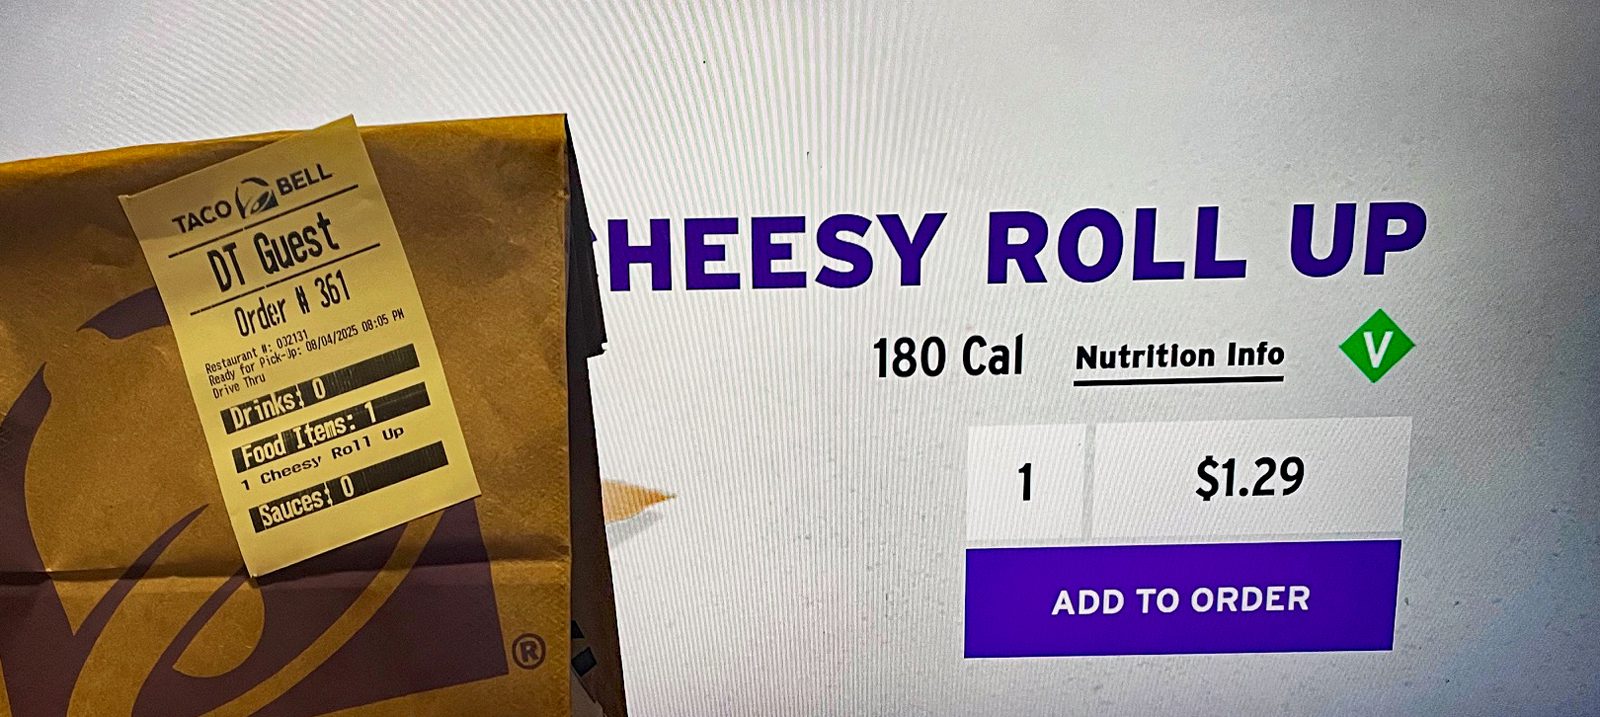 TACO BELL
DT Guest
Order # 361
Restaurant #: 032131
Ready for Pick-Up: 08/04/2025 08:05 PM
Drive Thru
Drinks: 0
Food Items: 1
1 Cheesy Roll Up
Sauces: 0
®
HEESY ROLL UP
180 Cal Nutrition Info V
1 $1.29
ADD TO ORDER